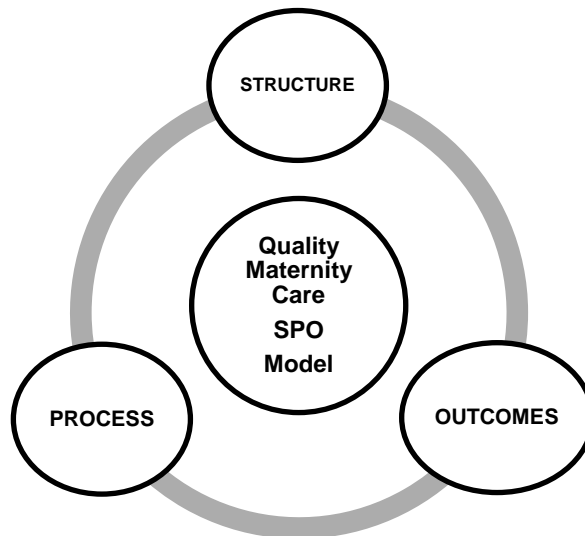 STRUCTURE
Quality
Maternity
Care
SPO
Model
PROCESS
OUTCOMES